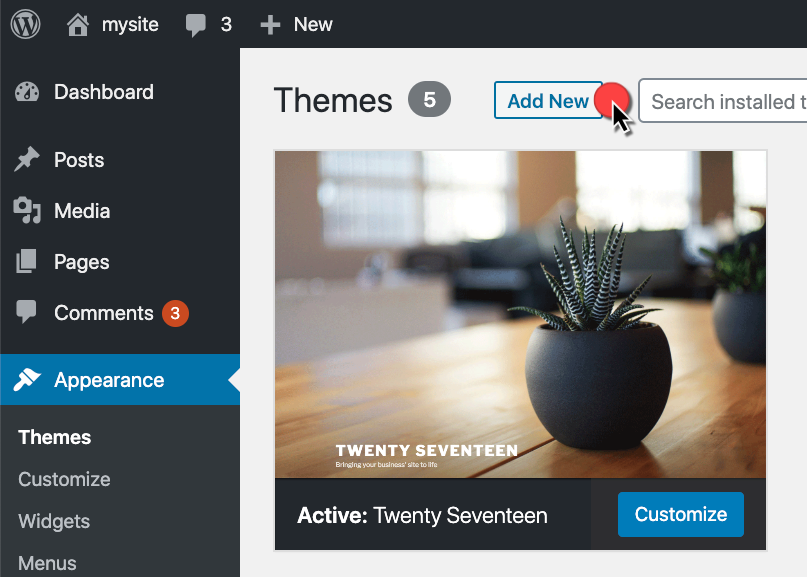 mysite 3 New
Dashboard
Posts
Media
Pages
Comments 3
Appearance
Themes
Customize
Widgets
Menus
Themes 5 Add New Search installed t
TWENTY SEVENTEEN
Bringing your business' site to life
Active: Twenty Seventeen Customize